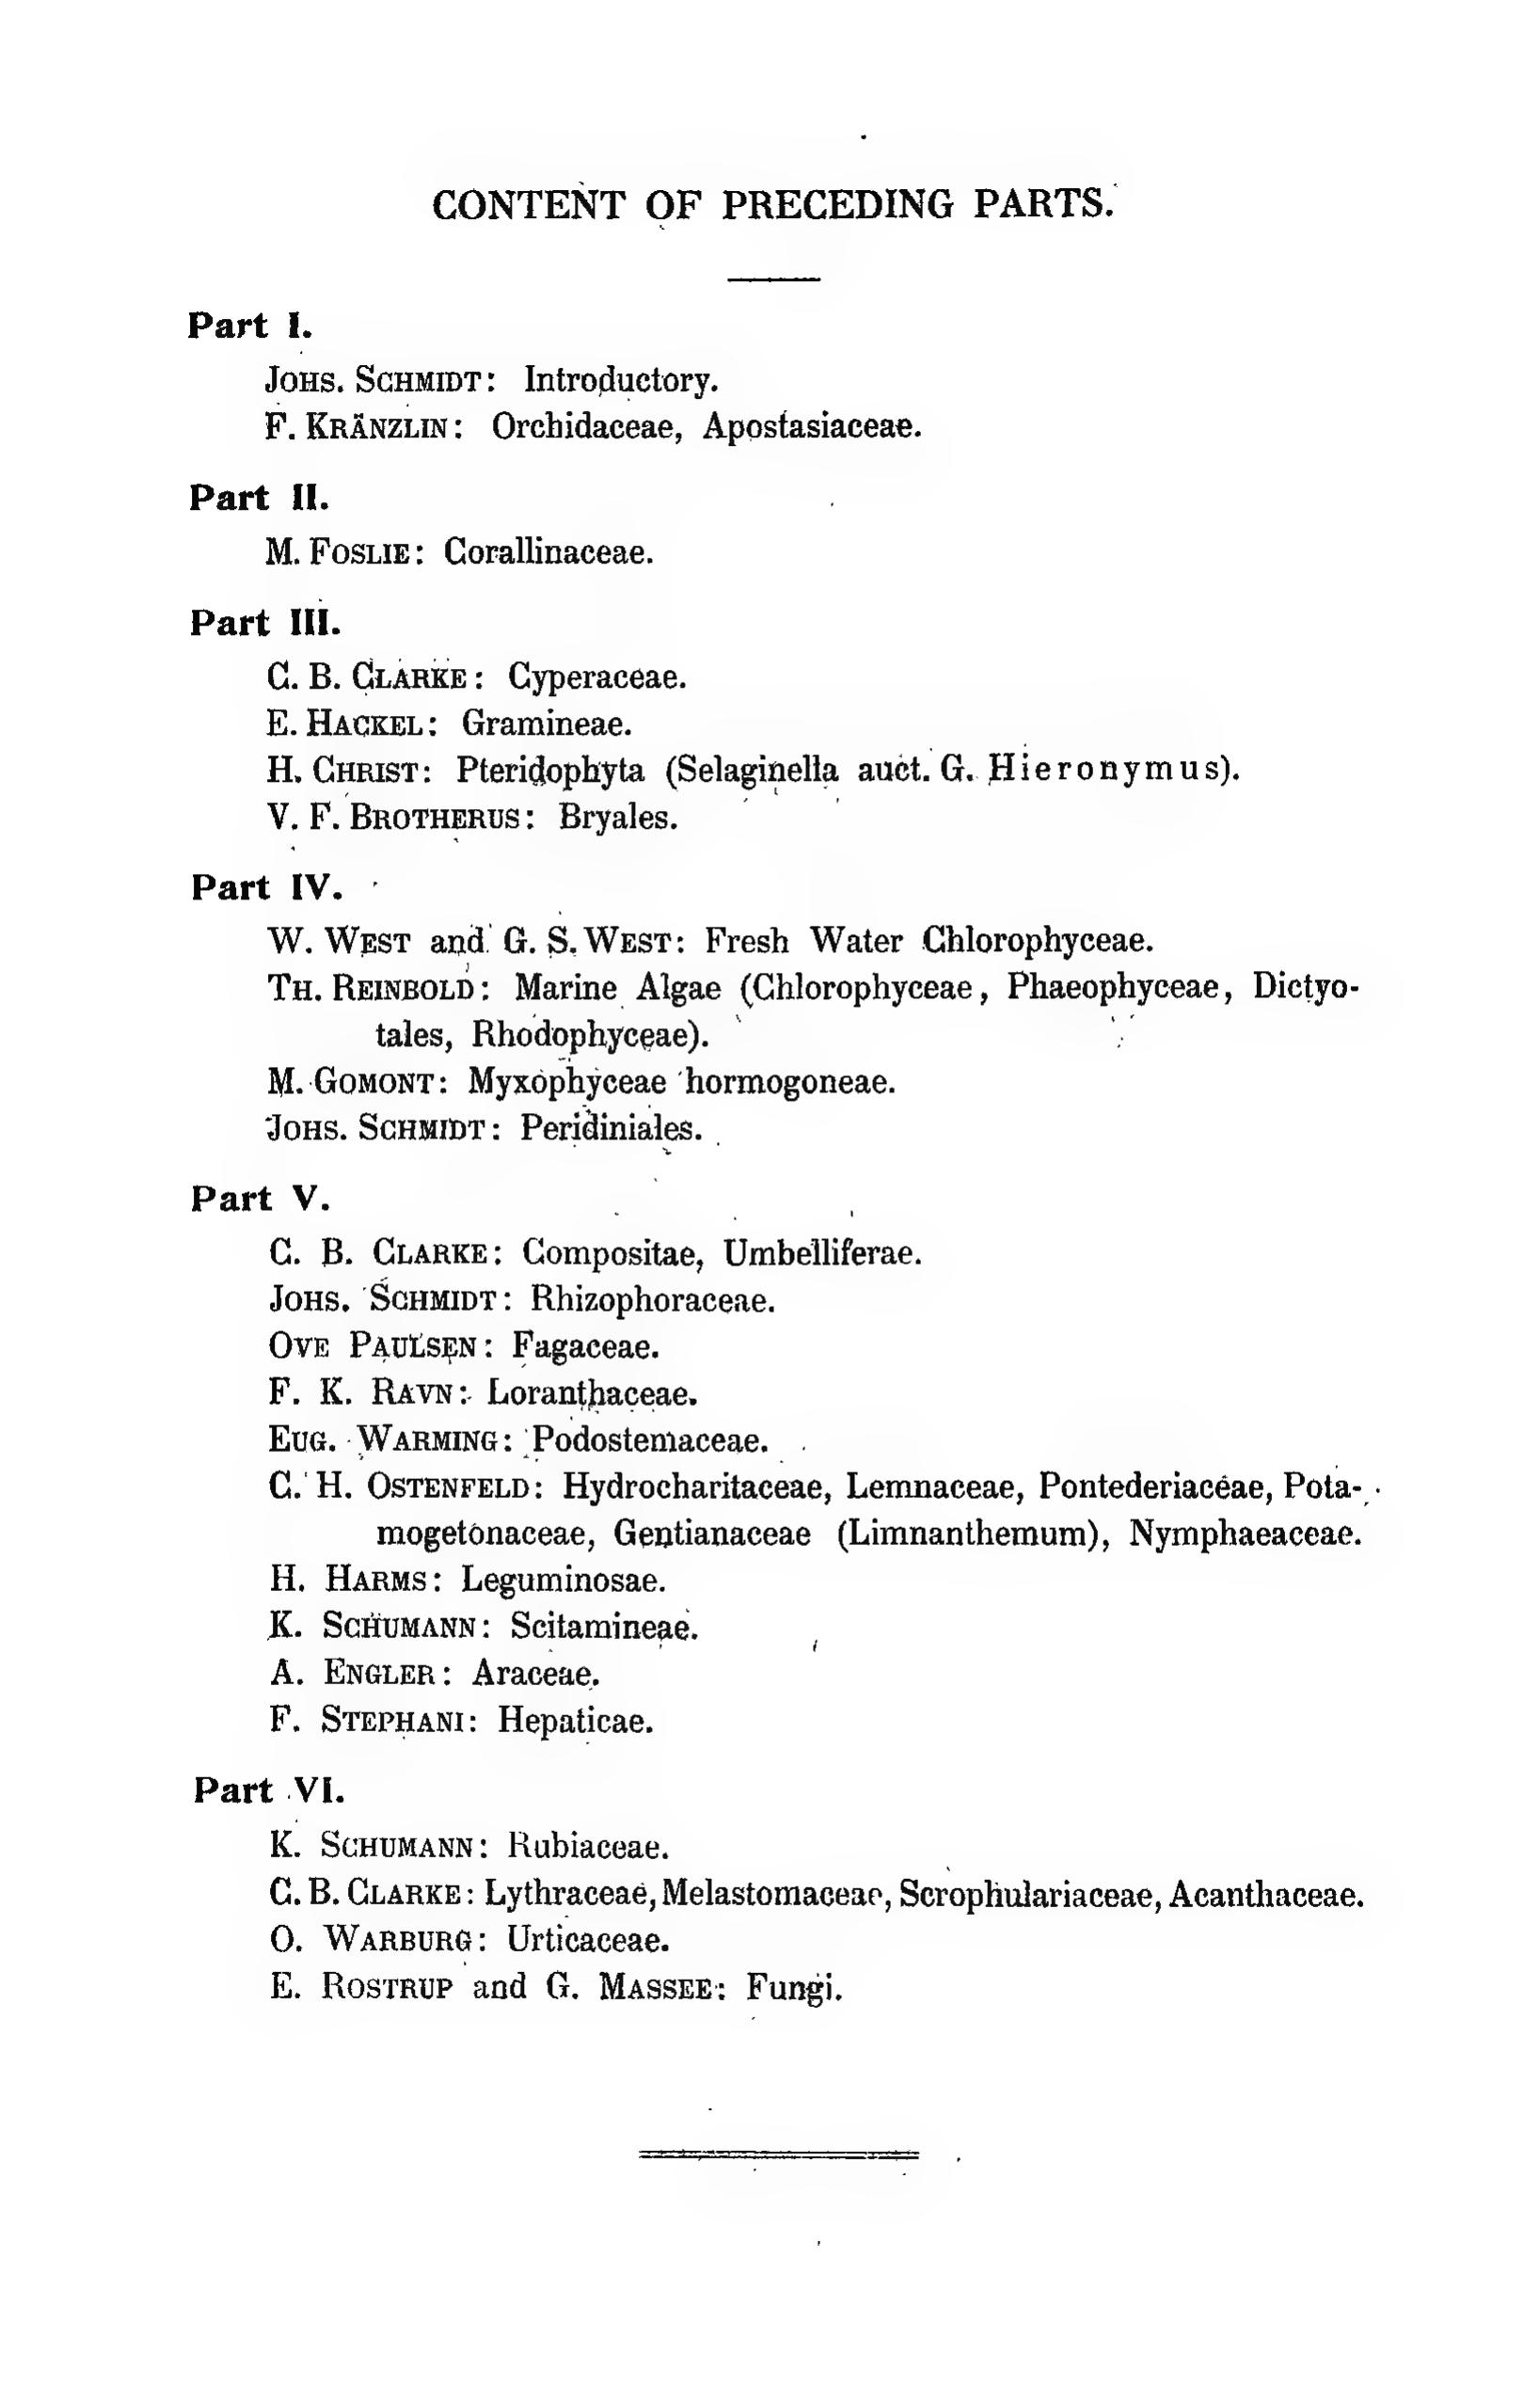 CONTENT OF PRECEDING PARTS.
Part I.
JOHS. SCHMIDT: Introductory.
F. KRÄNZLIN: Orchidaceae, Apostasiaceae.
Part II.
M. FOSLIE: Corallinaceae.
Part III.
C. B. CLARKE: Cyperaceae.
E. HACKEL: Gramineae.
H. CHRIST: Pteridophyta (Selaginella auct. G. Hieronymus).
V. F. BROTHERUS: Bryales.
Part IV.
W. WEST and G. S. WEST: Fresh Water Chlorophyceae.
TH. REINBOLD: Marine Algae (Chlorophyceae, Phaeophyceae, Dictyo-
tales, Rhodophyceae).
M. GOMONT: Myxophyceae hormogoneae.
JOHS. SCHMIDT: Peridiniales.
Part V.
C. B. CLARKE: Compositae, Umbelliferae.
JOHS. SCHMIDT: Rhizophoraceae.
OVE PAULSEN: Fagaceae.
F. K. RAVN: Loranthaceae.
EUG. WARMING: Podostemaceae.
C. H. OSTENFELD: Hydrocharitaceae, Lemnaceae, Pontederiaceae, Pota-
mogetonaceae, Gentianaceae (Limnanthemum), Nymphaeaceae.
H. HARMS: Leguminosae.
K. SCHUMANN: Scitamineae.
A. ENGLER: Araceae.
F. STEPHANI: Hepaticae.
Part VI.
K. SCHUMANN: Rubiaceae.
C. B. CLARKE: Lythraceae, Melastomaceae, Scrophulariaceae, Acanthaceae.
O. WARBURG: Urticaceae.
E. ROSTRUP and G. MASSEE: Fungi.